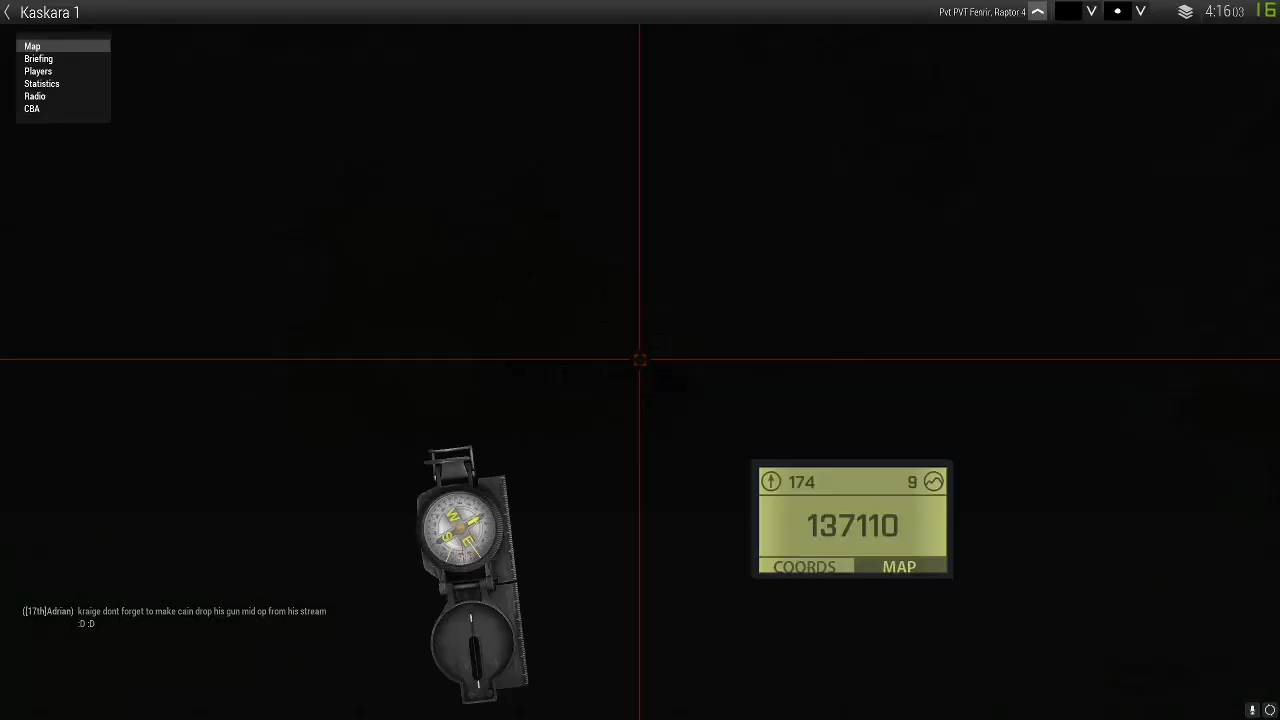 Kaskara 1
Pvt PVT Fenrir, Raptor 4
4:16 03
16
Map
Briefing
Players
Statistics
Radio
CBA
W
S
E
174
9
137110
COORDS
MAP
([17th]Adrian) kraige dont forget to make cain drop his gun mid op from his stream
:D :D